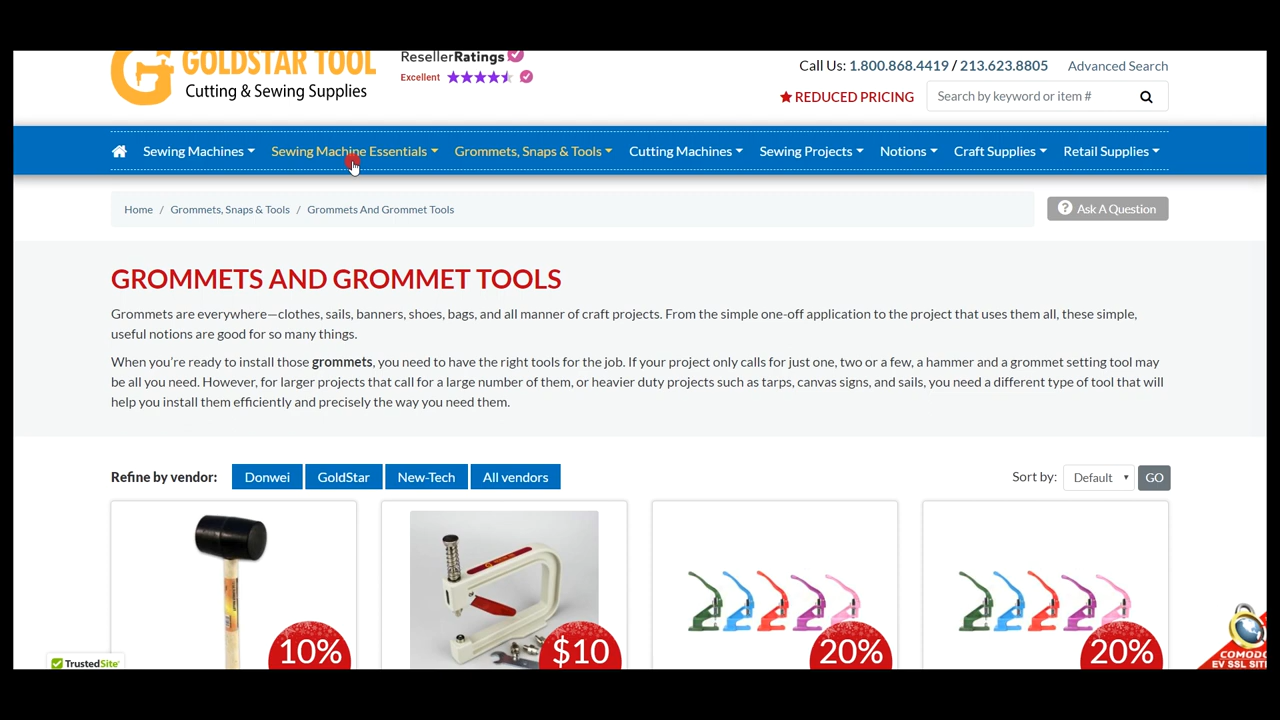 GOLDSTAR TOOL
Cutting & Sewing Supplies
ResellerRatings
Excellent
Call Us: 1.800.868.4419 / 213.623.8805
Advanced Search
REDUCED PRICING
Search by keyword or item #
Sewing Machines
Sewing Machine Essentials
Grommets, Snaps & Tools
Cutting Machines
Sewing Projects
Notions
Craft Supplies
Retail Supplies
Home / Grommets, Snaps & Tools / Grommets And Grommet Tools
Ask A Question
GROMMETS AND GROMMET TOOLS
Grommets are everywhere—clothes, sails, banners, shoes, bags, and all manner of craft projects. From the simple one-off application to the project that uses them all, these simple,
useful notions are good for so many things.
When you're ready to install those grommets, you need to have the right tools for the job. If your project only calls for just one, two or a few, a hammer and a grommet setting tool may
be all you need. However, for larger projects that call for a large number of them, or heavier duty projects such as tarps, canvas signs, and sails, you need a different type of tool that will
help you install them efficiently and precisely the way you need them.
Refine by vendor:
Donwei
GoldStar
New-Tech
All vendors
Sort by:
Default
GO
10%
$10
20%
20%
TrustedSite
COMODO
EV SSL SITE